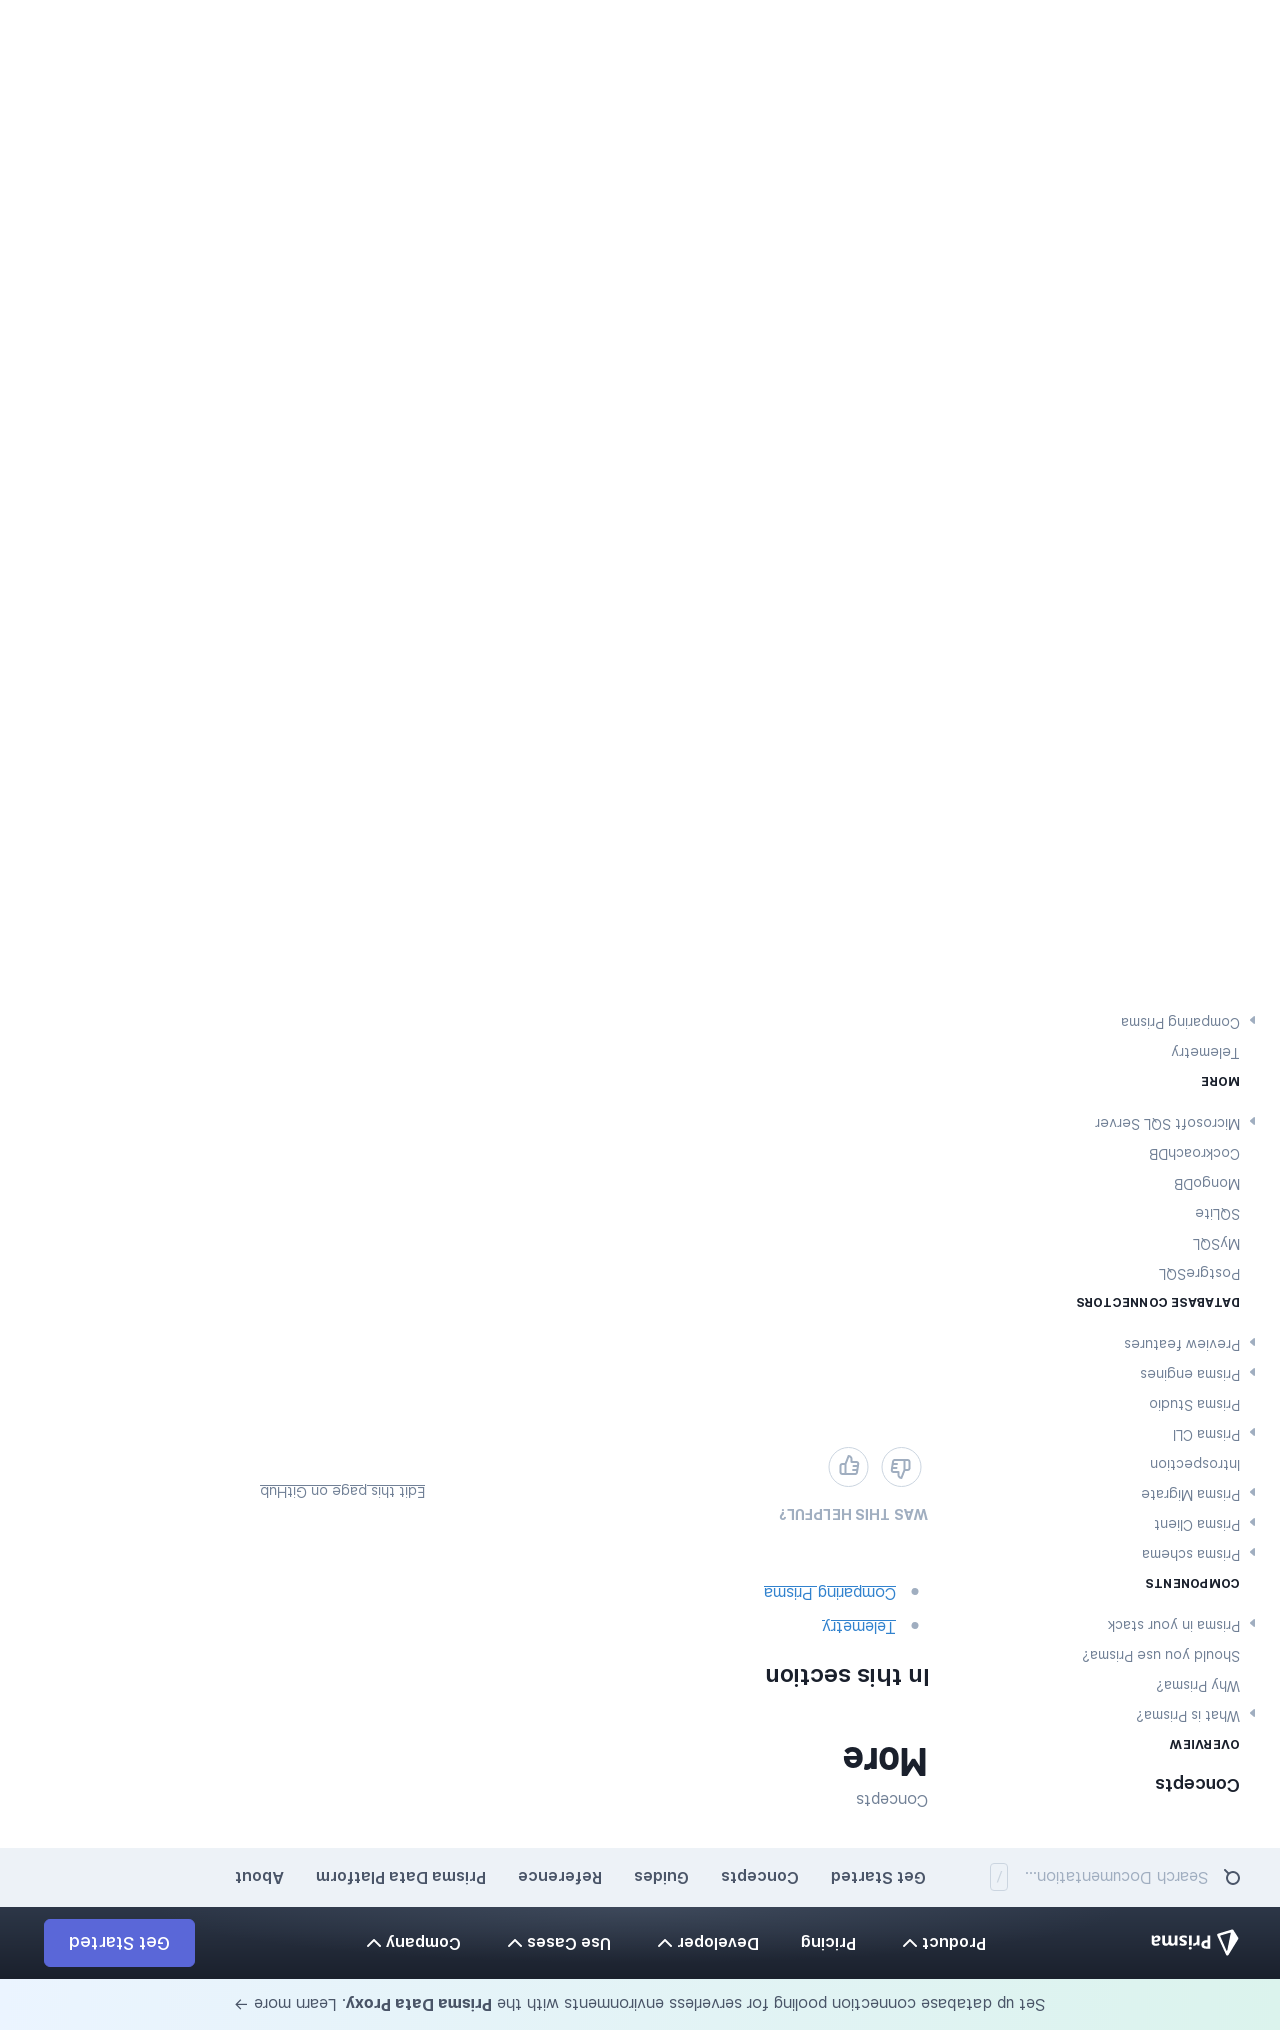 Set up database connection pooling for serverless environments with the Prisma Data Proxy. Learn more →
Prisma
Product
Pricing
Developer
Use Cases
Company
Get Started
Search Documentation...
/
Get Started
Concepts
Guides
Reference
Prisma Data Platform
About
Concepts
OVERVIEW
What is Prisma?
Why Prisma?
Should you use Prisma?
Prisma in your stack
COMPONENTS
Prisma schema
Prisma Client
Prisma Migrate
Introspection
Prisma CLI
Prisma Studio
Prisma engines
Preview features
DATABASE CONNECTORS
PostgreSQL
MySQL
SQLite
MongoDB
CockroachDB
Microsoft SQL Server
MORE
Telemetry
Comparing Prisma
Concepts
More
In this section
Telemetry
Comparing Prisma
WAS THIS HELPFUL?
Edit this page on GitHub